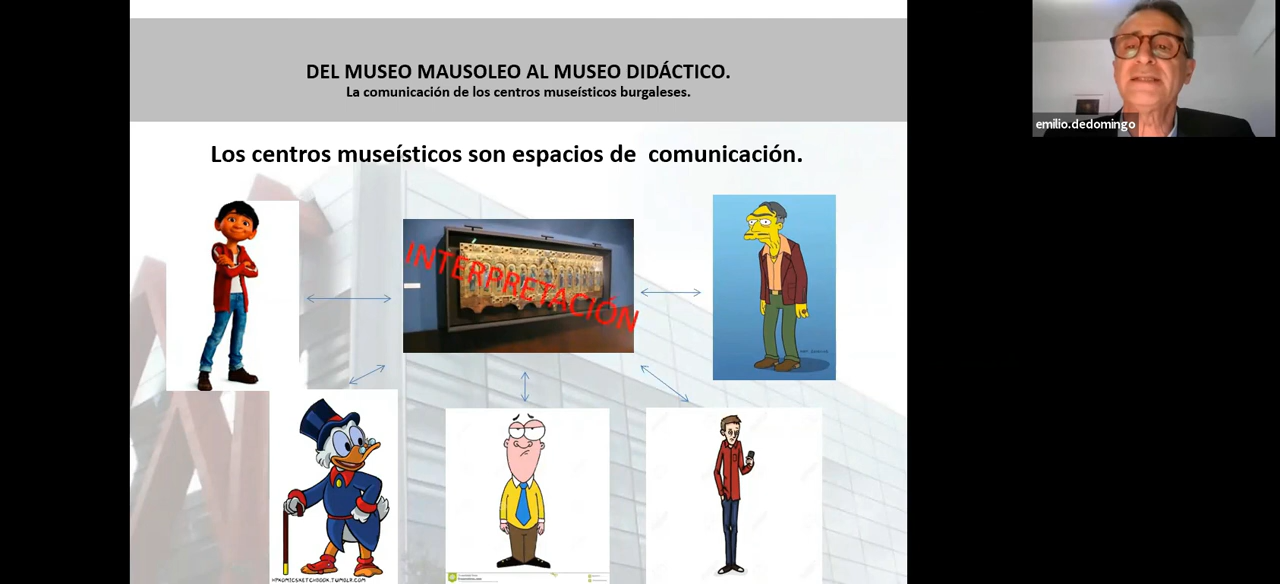 DEL MUSEO MAUSOLEO AL MUSEO DIDÁCTICO.
La comunicación de los centros museísticos burgaleses.
emilio.dedomingo
Los centros museísticos son espacios de comunicación.
INTERPRETACIÓN
HPKOMICSKETCHBOOK.TUMBLR.COM